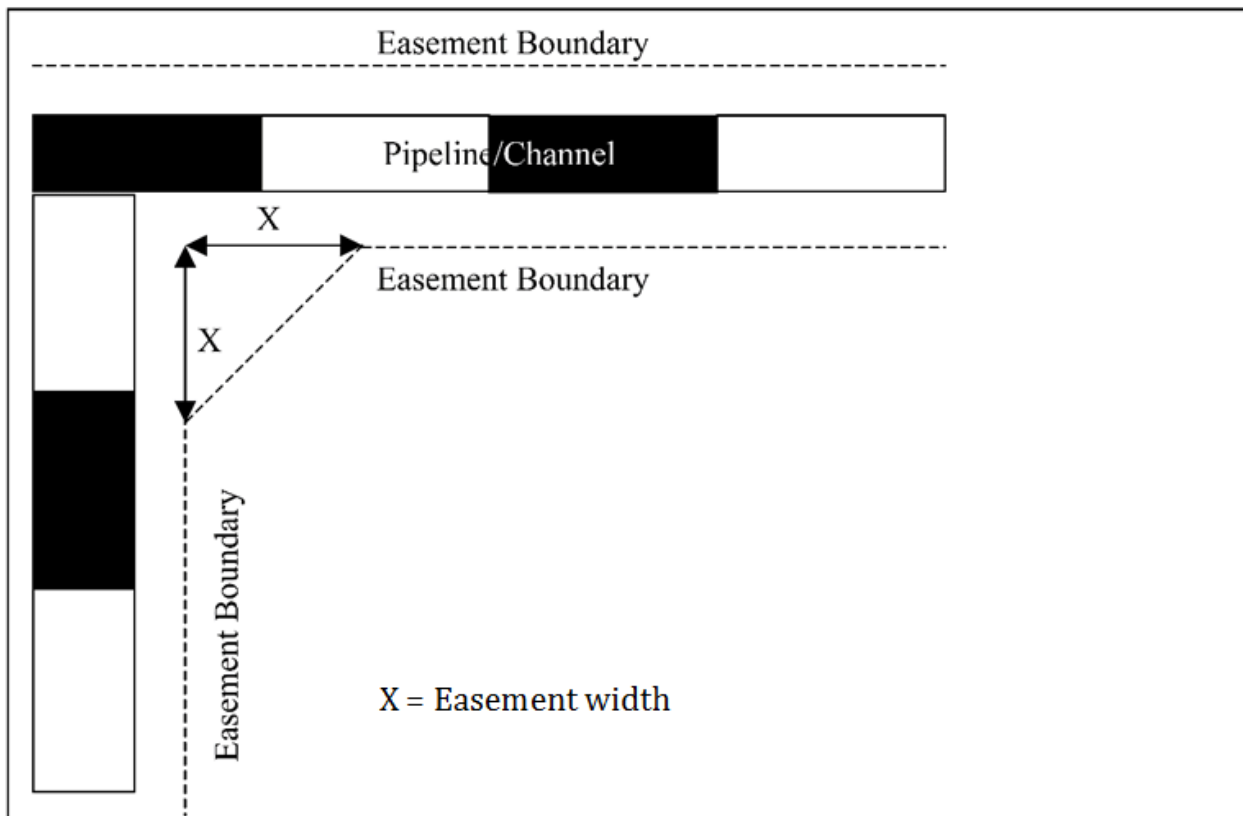 Easement Boundary
Pipeline/Channel
X
Easement Boundary
X
Easement Boundary
X = Easement width